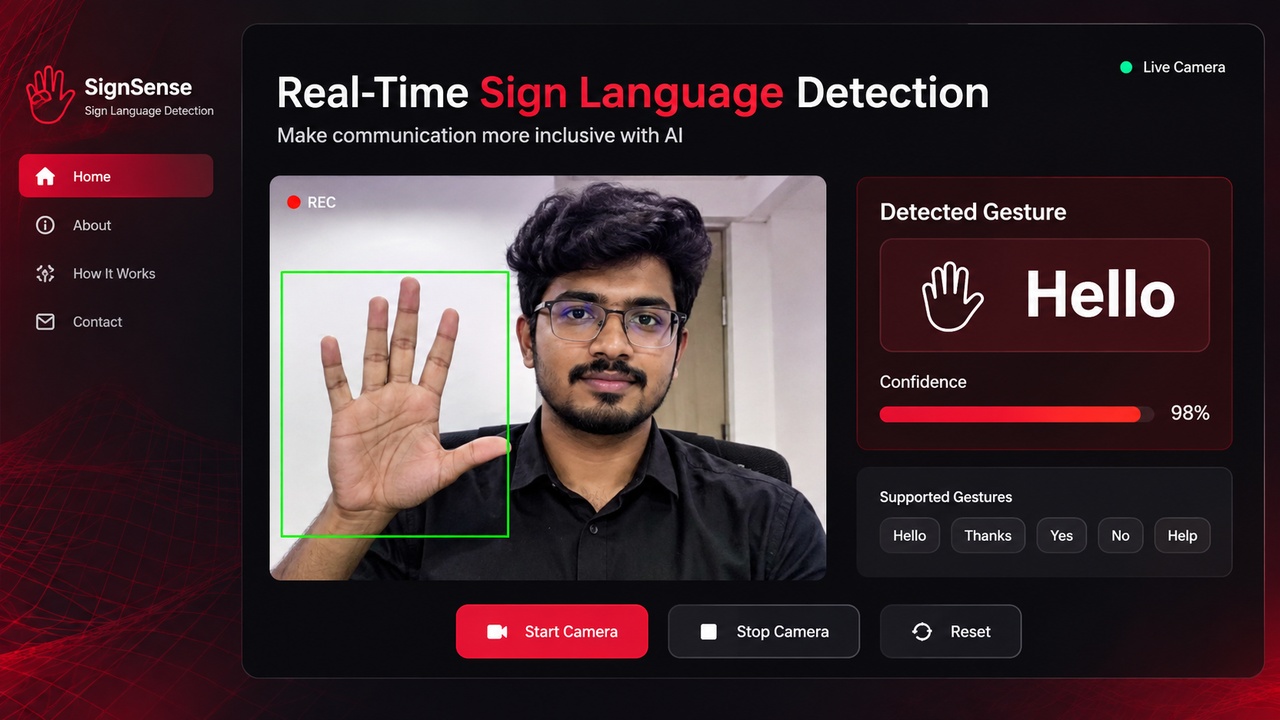 SignSense
Sign Language Detection
Home
About
How It Works
Contact
Real-Time Sign Language Detection
Make communication more inclusive with AI
Live Camera
REC
Detected Gesture
Hello
Confidence
98%
Supported Gestures
Hello Thanks Yes No Help
Start Camera Stop Camera Reset